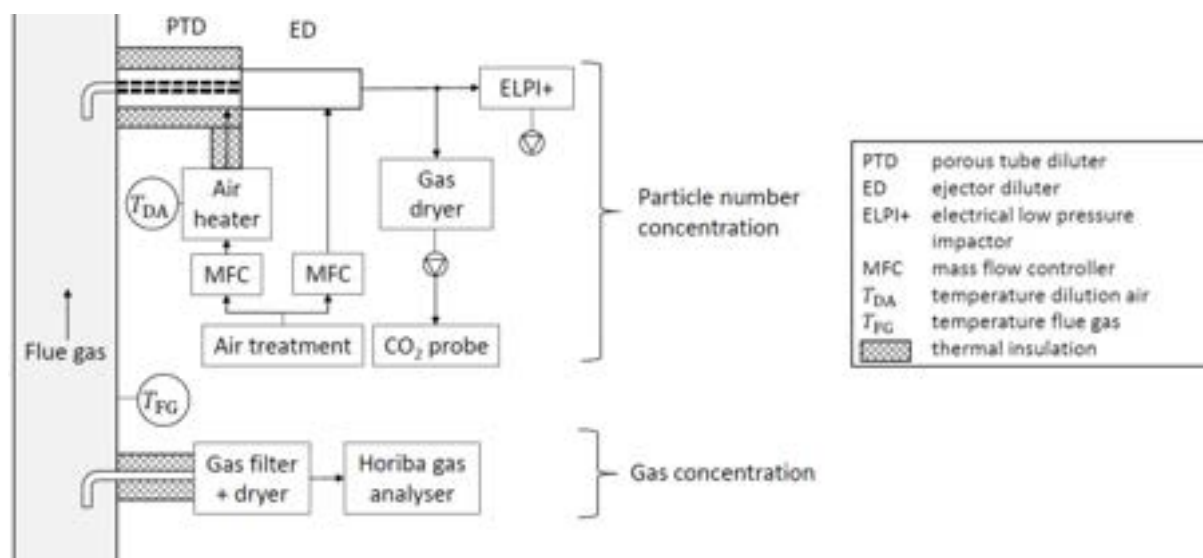 PTD
ED
ELPI+
Air
heater
T_DA
Gas
dryer
Particle number
concentration
MFC
MFC
Air treatment
CO₂ probe
Flue gas
T_FG
Gas filter
+ dryer
Horiba gas
analyser
Gas concentration
PTD porous tube diluter
ED ejector diluter
ELPI+ electrical low pressure
impactor
MFC mass flow controller
T_DA temperature dilution air
T_FG temperature flue gas
thermal insulation